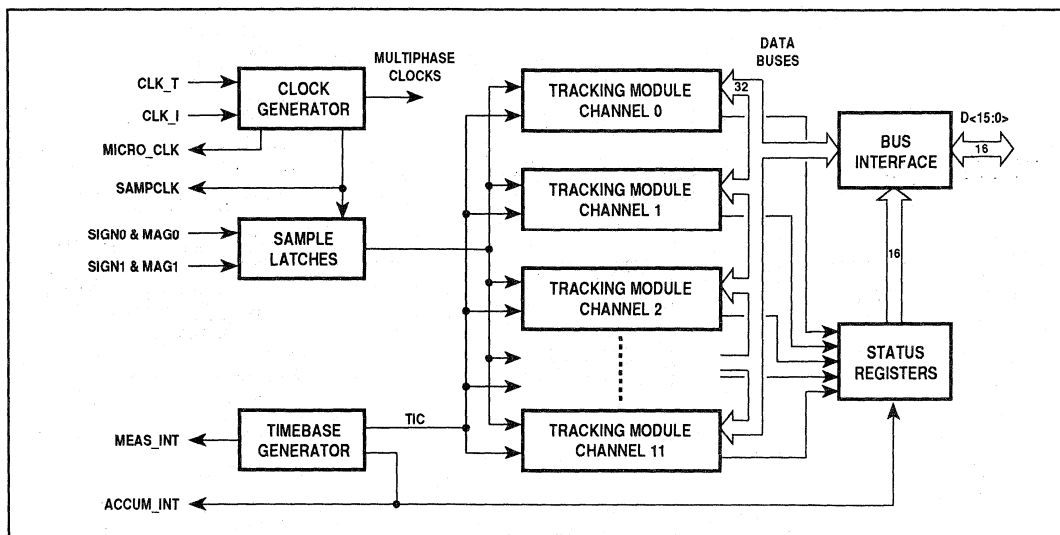 MULTIPHASE
CLOCKS
DATA
BUSES
CLK_T
CLK_I
CLOCK
GENERATOR
MICRO_CLK
SAMPCLK
SIGN0 & MAG0
SIGN1 & MAG1
SAMPLE
LATCHES
TRACKING MODULE
CHANNEL 0
32
TRACKING MODULE
CHANNEL 1
TRACKING MODULE
CHANNEL 2
TRACKING MODULE
CHANNEL 11
BUS
INTERFACE
D<15:0>
16
16
STATUS
REGISTERS
TIMEBASE
GENERATOR
TIC
MEAS_INT
ACCUM_INT